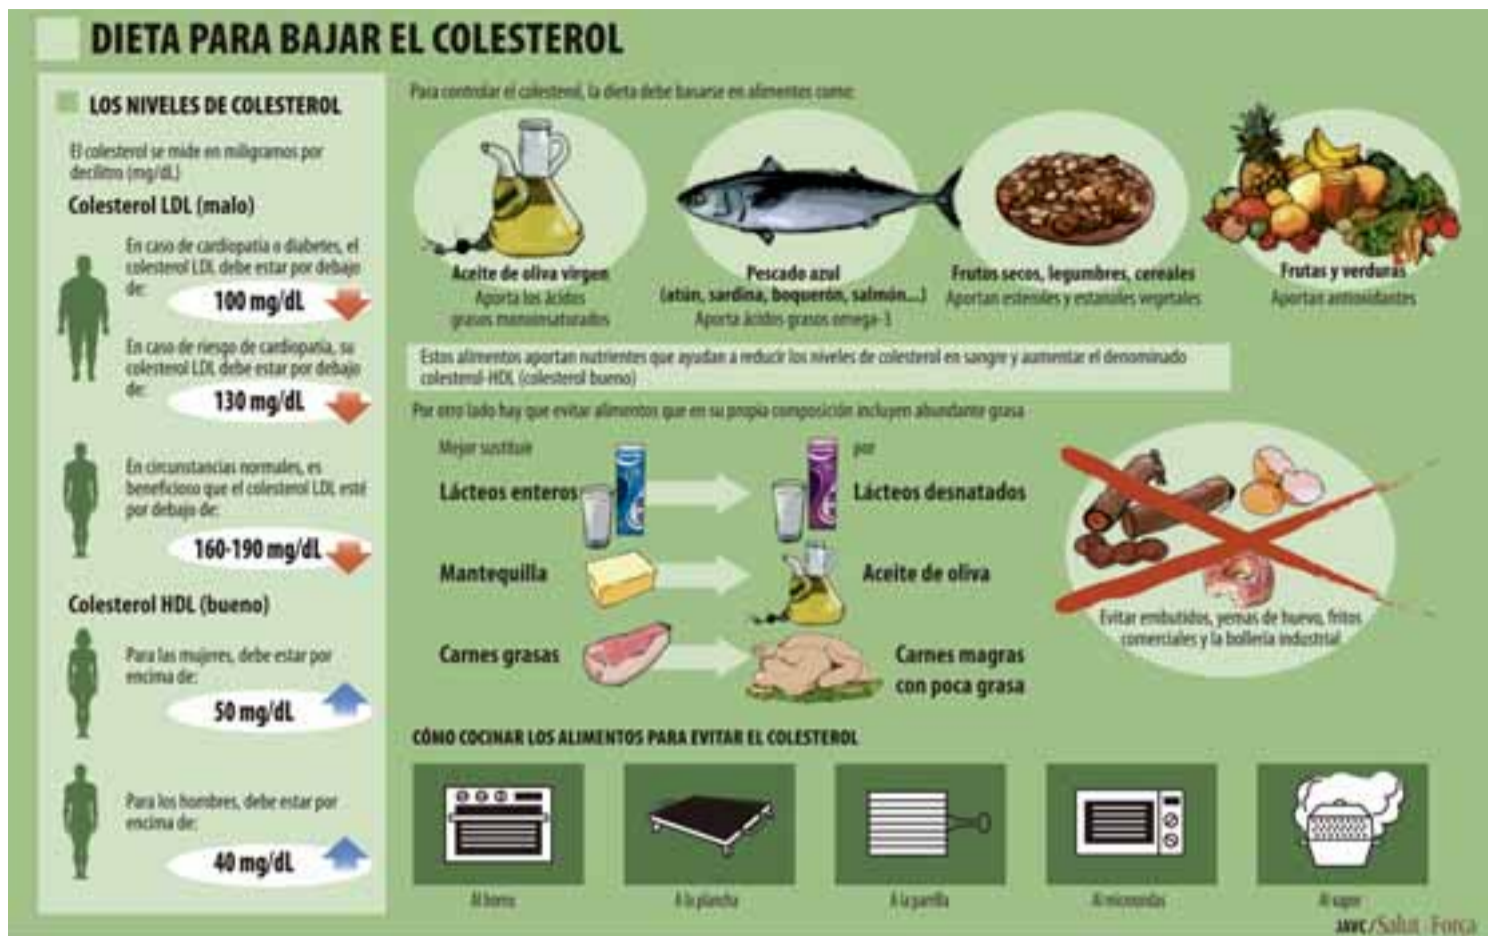 DIETA PARA BAJAR EL COLESTEROL
LOS NIVELES DE COLESTEROL
El colesterol se mide en miligramos por
decilitro (mg/dL)
Colesterol LDL (malo)
En caso de cardiopatía o diabetes, el
colesterol LDL debe estar por debajo
de:
100 mg/dL
En caso de riesgo de cardiopatía, su
colesterol LDL debe estar por debajo
de:
130 mg/dL
En circunstancias normales, es
beneficioso que el colesterol LDL esté
por debajo de:
160-190 mg/dL
Colesterol HDL (bueno)
Para las mujeres, debe estar por
encima de:
50 mg/dL
Para los hombres, debe estar por
encima de:
40 mg/dL
Para controlar el colesterol, la dieta debe basarse en alimentos como:
Aceite de oliva virgen
Aporta los ácidos
grasos monoinsaturados
Pescado azul
(atún, sardina, boquerón, salmón...)
Aporta ácidos grasos omega-3
Frutos secos, legumbres, cereales
Aportan esteroles y estanoles vegetales
Frutas y verduras
Aportan antioxidantes
Estos alimentos aportan nutrientes que ayudan a reducir los niveles de colesterol en sangre y aumentar el denominado
colesterol-HDL (colesterol bueno)
Por otro lado hay que evitar alimentos que en su propia composición incluyen abundante grasa
Mejor sustituir
por
Lácteos enteros
Lácteos desnatados
Mantequilla
Aceite de oliva
Carnes grasas
Carnes magras
con poca grasa
Evitar embutidos, yemas de huevo, fritos
comerciales y la bollería industrial
CÓMO COCINAR LOS ALIMENTOS PARA EVITAR EL COLESTEROL
Al horno
A la plancha
A la parrilla
Al microondas
Al vapor
JAVC/Salut i Força